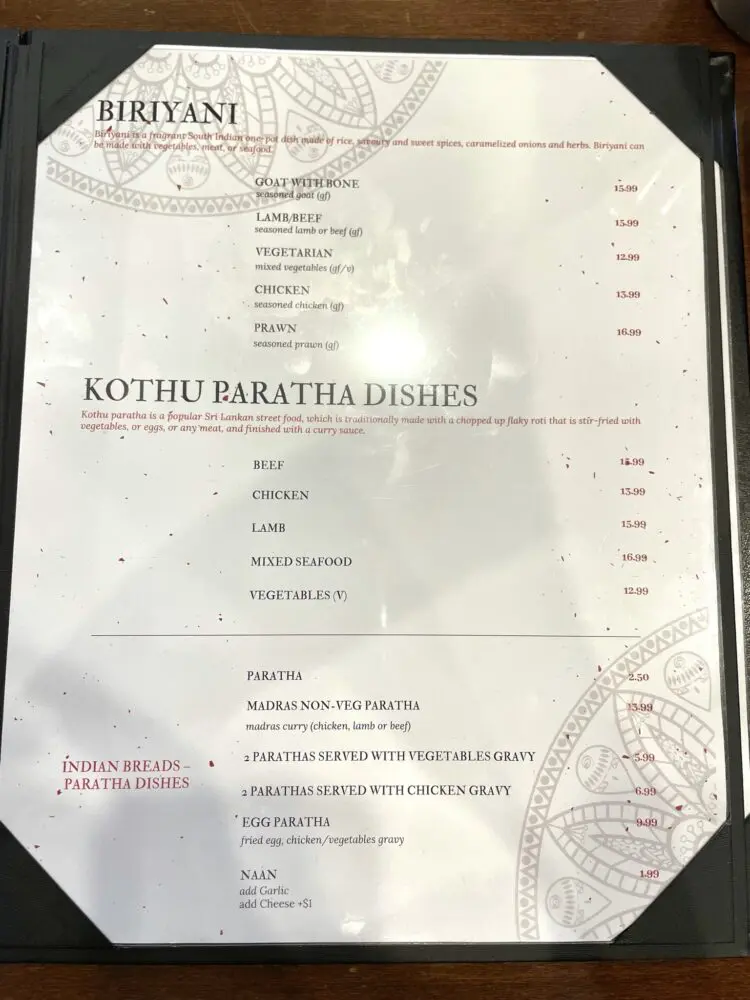 BIRIYANI
Biriyani is a fragrant South Indian one-pot dish made of rice, savoury and sweet spices, caramelized onions and herbs. Biriyani can
be made with vegetables, meat, or seafood.
GOAT WITH BONE 15.99
seasoned goat (gf)
LAMB/BEEF 15.99
seasoned lamb or beef (gf)
VEGETARIAN 12.99
mixed vegetables (gf/v)
CHICKEN 13.99
seasoned chicken (gf)
PRAWN 16.99
seasoned prawn (gf)
KOTHU PARATHA DISHES
Kothu paratha is a popular Sri Lankan street food, which is traditionally made with a chopped up flaky roti that is stir-fried with
vegetables, or eggs, or any meat, and finished with a curry sauce.
BEEF 15.99
CHICKEN 13.99
LAMB 15.99
MIXED SEAFOOD 16.99
VEGETABLES (V) 12.99
INDIAN BREADS –
PARATHA DISHES
PARATHA 2.50
MADRAS NON-VEG PARATHA 13.99
madras curry (chicken, lamb or beef)
2 PARATHAS SERVED WITH VEGETABLES GRAVY 5.99
2 PARATHAS SERVED WITH CHICKEN GRAVY 6.99
EGG PARATHA 9.99
fried egg, chicken/vegetables gravy
NAAN 1.99
add Garlic
add Cheese +$1